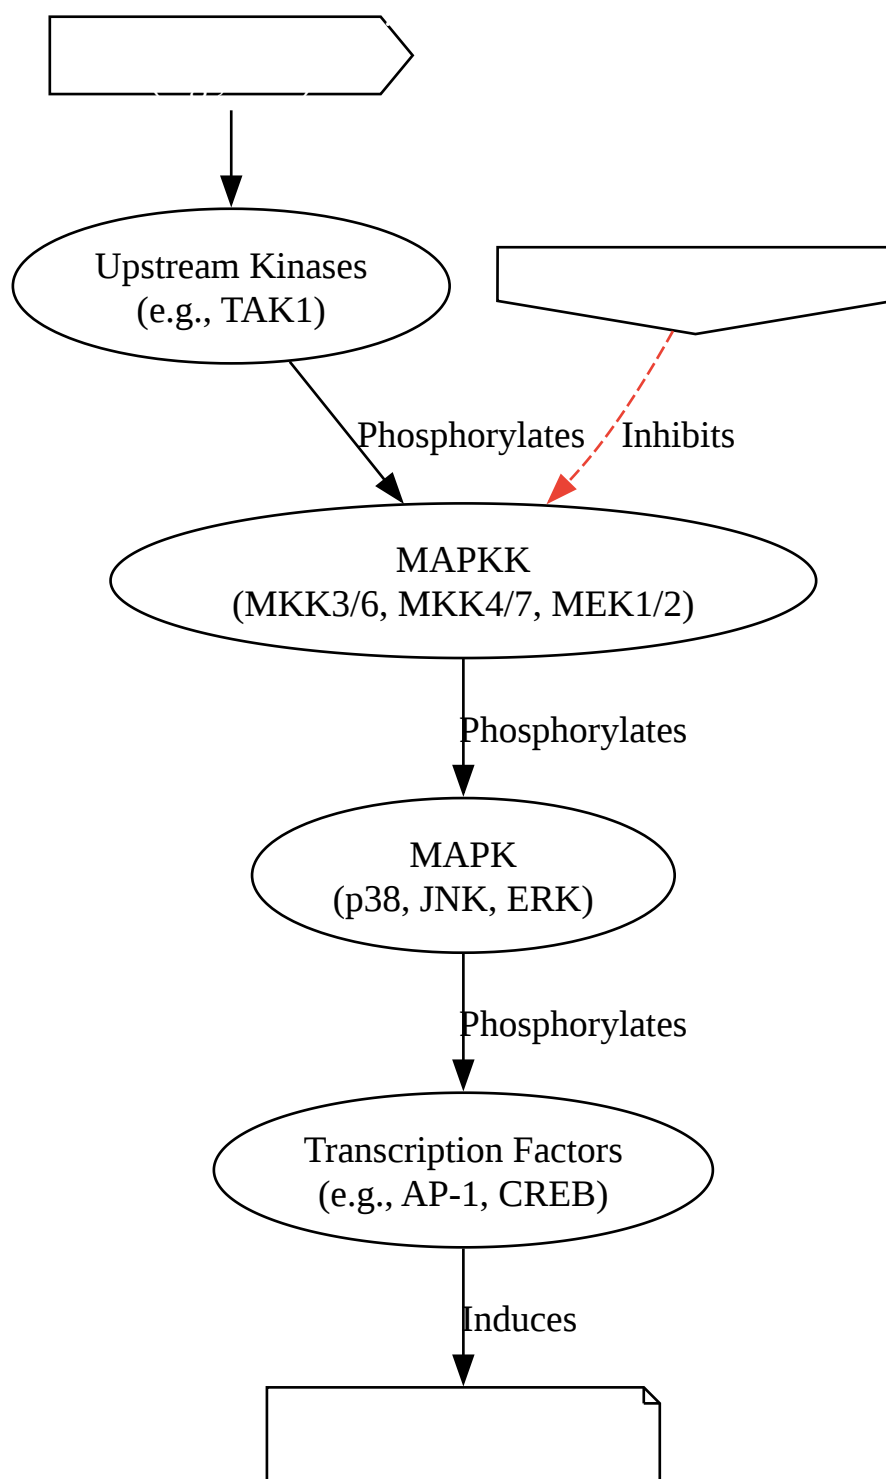 Upstream Kinases
(e.g., TAK1)
Phosphorylates
Inhibits
MAPKK
(MKK3/6, MKK4/7, MEK1/2)
Phosphorylates
MAPK
(p38, JNK, ERK)
Phosphorylates
Transcription Factors
(e.g., AP-1, CREB)
Induces